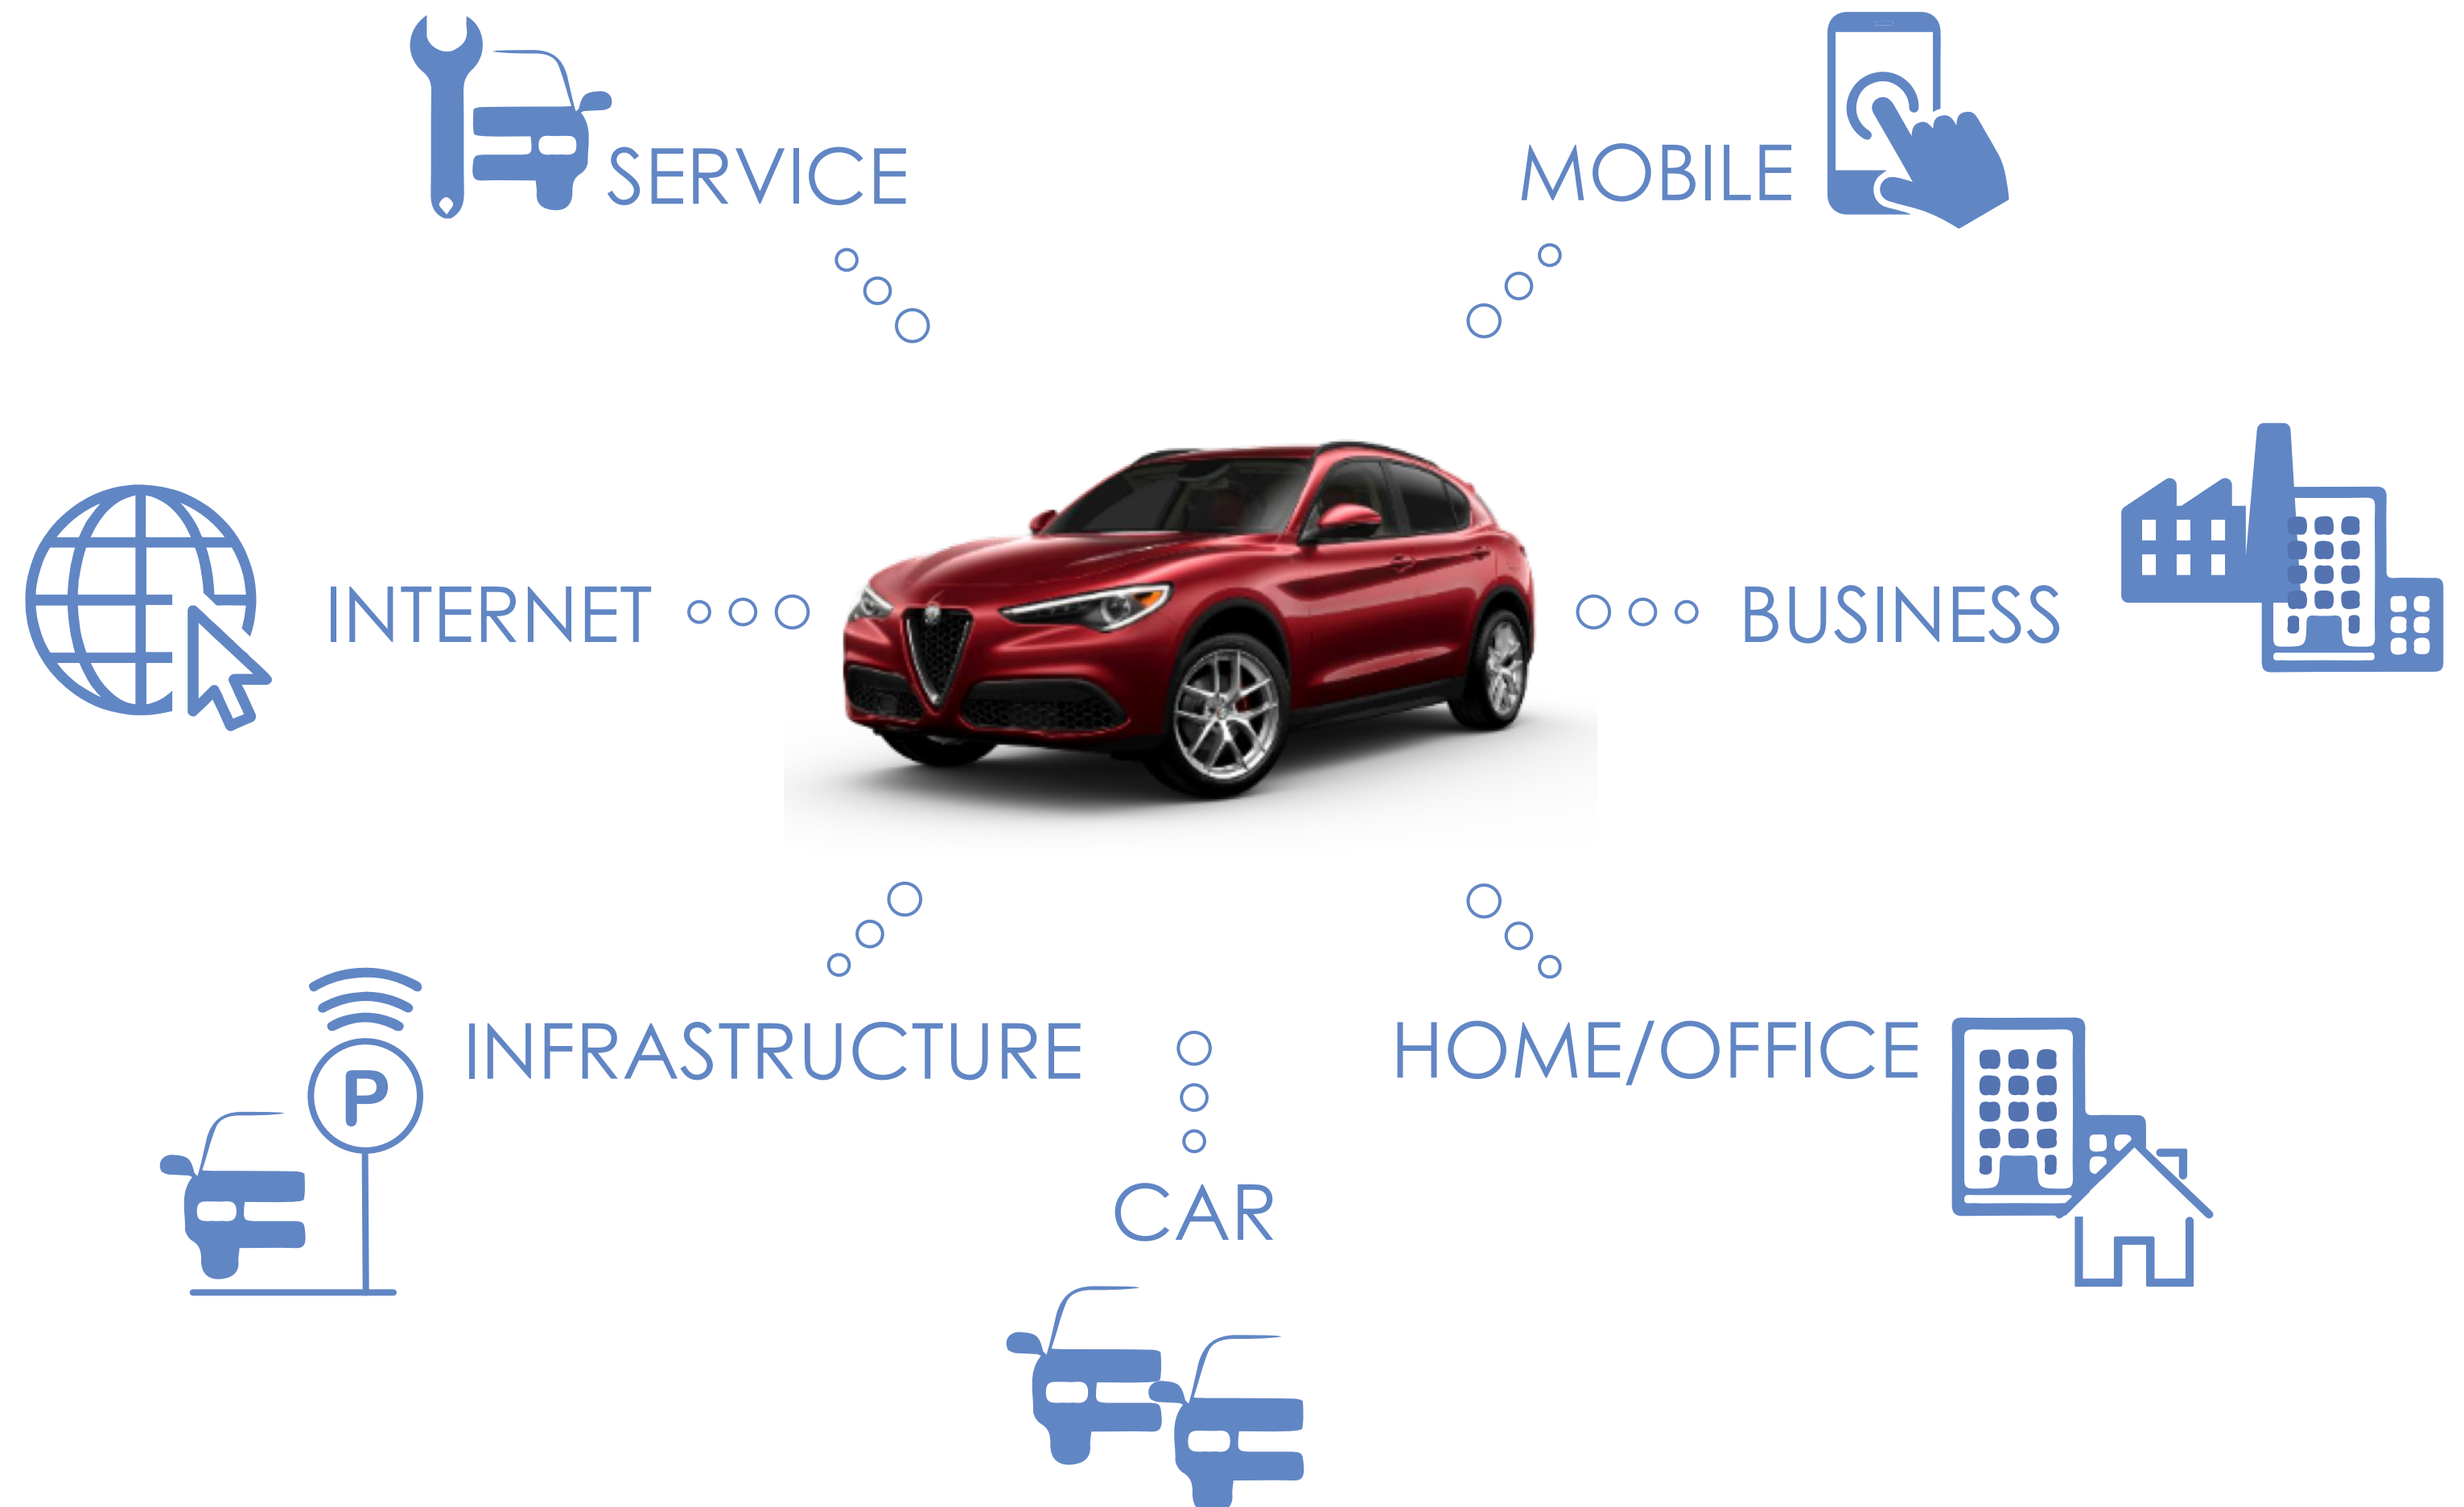 SERVICE
MOBILE
INTERNET
BUSINESS
INFRASTRUCTURE
HOME/OFFICE
P
CAR